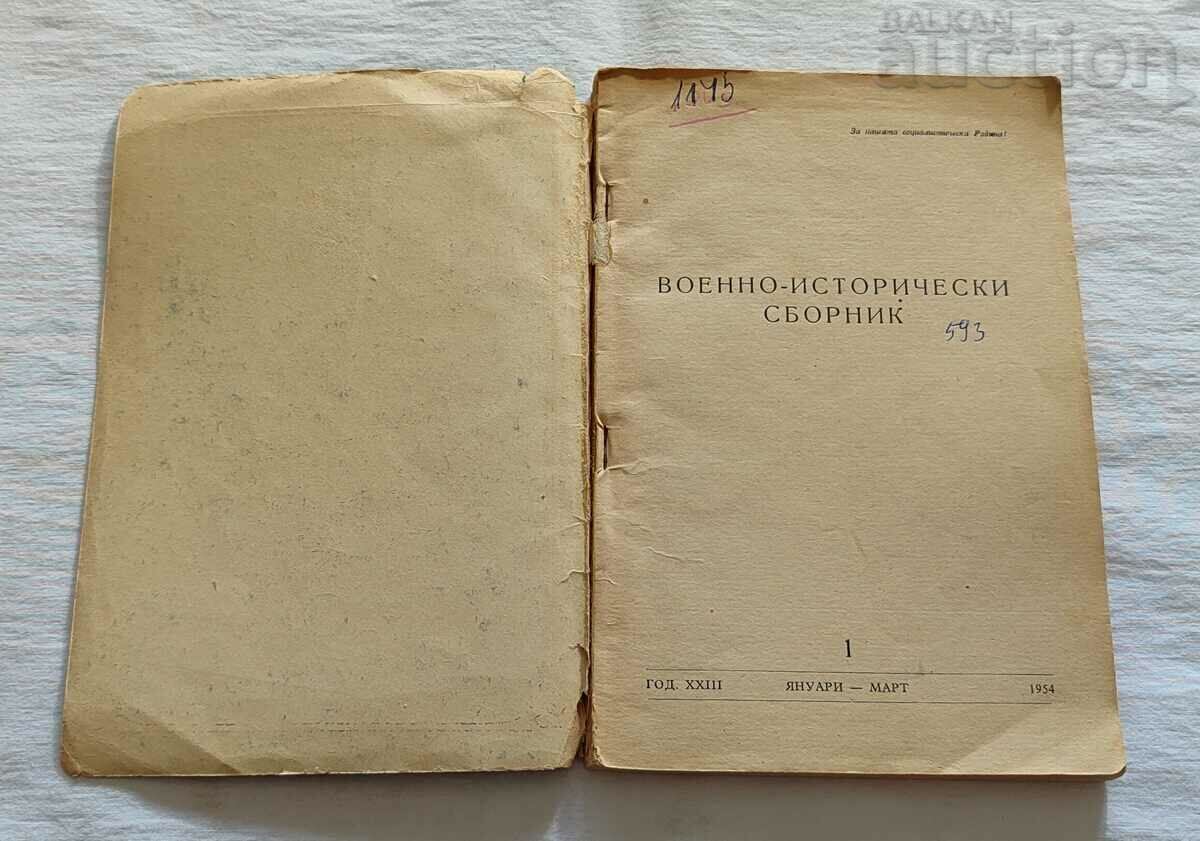 BALKAN
auction
1145
За нашата социалистическа Родина!
ВОЕННО-ИСТОРИЧЕСКИ
СБОРНИК
593
1
ГОД. XXIII ЯНУАРИ — МАРТ 1954